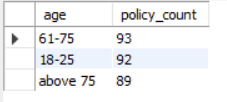 age policy_count
61-75 93
18-25 92
above 75 89